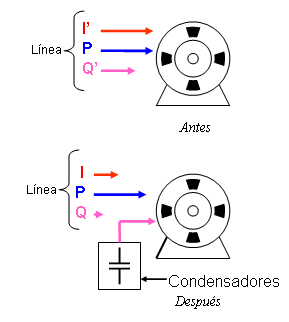 I'
Línea
P
Q'
Antes
I
Línea
P
Q
Condensadores
Después